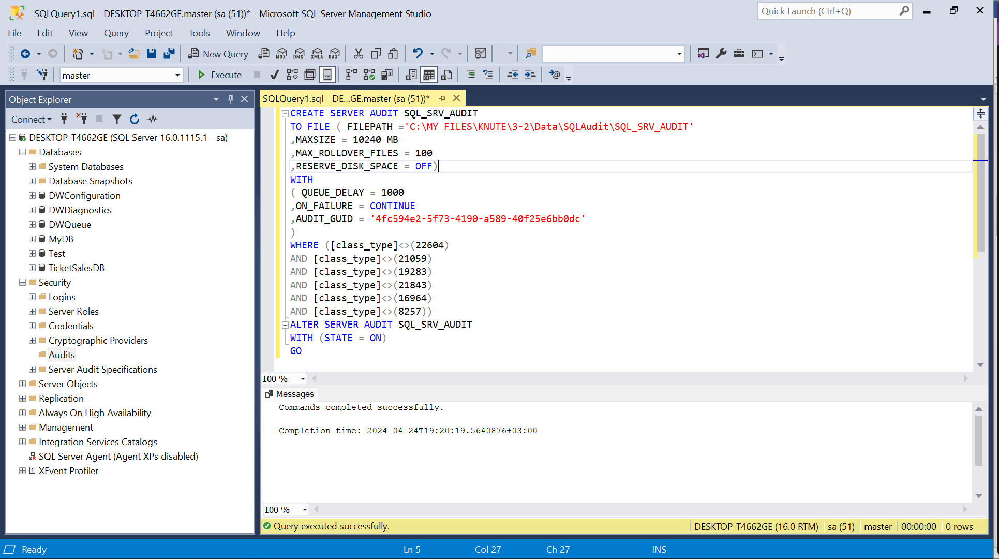 SQLQuery1.sql - DESKTOP-T4662GE.master (sa (51))* - Microsoft SQL Server Management Studio
Quick Launch (Ctrl+Q)
File Edit View Query Project Tools Window Help
New Query MDX DMX XMLA DAX
master Execute
Object Explorer
Connect
DESKTOP-T4662GE (SQL Server 16.0.1115.1 - sa)
Databases
System Databases
Database Snapshots
DWConfiguration
DWDiagnostics
DWQueue
MyDB
Test
TicketSalesDB
Security
Logins
Server Roles
Credentials
Cryptographic Providers
Audits
Server Audit Specifications
Server Objects
Replication
Always On High Availability
Management
Integration Services Catalogs
SQL Server Agent (Agent XPs disabled)
XEvent Profiler
SQLQuery1.sql - DE...GE.master (sa (51))*
CREATE SERVER AUDIT SQL_SRV_AUDIT
TO FILE ( FILEPATH ='C:\MY FILES\KNUTE\3-2\Data\SQLAudit\SQL_SRV_AUDIT'
,MAXSIZE = 10240 MB
,MAX_ROLLOVER_FILES = 100
,RESERVE_DISK_SPACE = OFF)
WITH
( QUEUE_DELAY = 1000
,ON_FAILURE = CONTINUE
,AUDIT_GUID = '4fc594e2-5f73-4190-a589-40f25e6bb0dc'
)
WHERE ([class_type]<>(22604)
AND [class_type]<>(21059)
AND [class_type]<>(19283)
AND [class_type]<>(21843)
AND [class_type]<>(16964)
AND [class_type]<>(8257))
ALTER SERVER AUDIT SQL_SRV_AUDIT
WITH (STATE = ON)
GO
100 %
Messages
Commands completed successfully.
Completion time: 2024-04-24T19:20:19.5640876+03:00
100 %
Query executed successfully. DESKTOP-T4662GE (16.0 RTM) sa (51) master 00:00:00 0 rows
Ready Ln 5 Col 27 Ch 27 INS